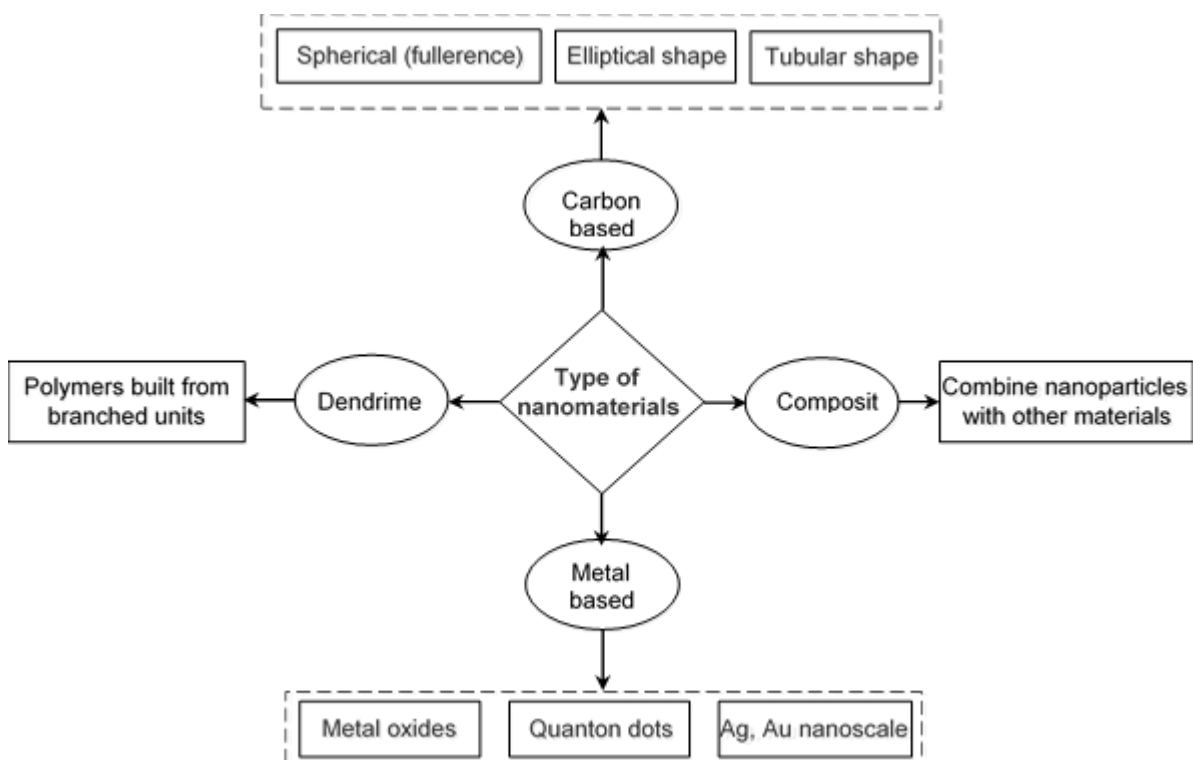 Spherical (fullerence)
Elliptical shape
Tubular shape
Carbon
based
Polymers built from
branched units
Dendrime
Type of
nanomaterials
Composit
Combine nanoparticles
with other materials
Metal
based
Metal oxides
Quanton dots
Ag, Au nanoscale